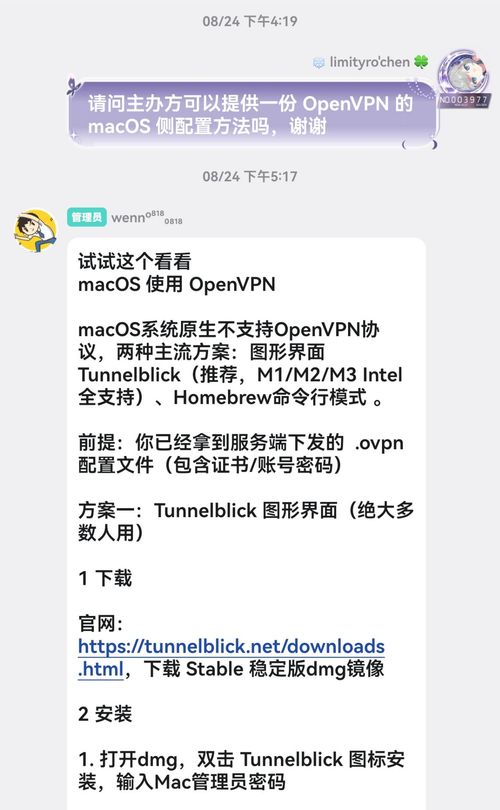 08/24 下午4:19
limityro'chen 🍀
NO003977
请问主办方可以提供一份 OpenVPN 的
macOS 侧配置方法吗，谢谢
08/24 下午5:17
管理员 wennº⁸¹⁸₀₈₁₈
试试这个看看
macOS 使用 OpenVPN
macOS系统原生不支持OpenVPN协
议，两种主流方案：图形界面
Tunnelblick（推荐，M1/M2/M3 Intel
全支持）、Homebrew命令行模式 。
前提：你已经拿到服务端下发的 .ovpn
配置文件（包含证书/账号密码）
方案一：Tunnelblick 图形界面（绝大多
数人用）
1 下载
官网：
https://tunnelblick.net/downloads
.html，下载 Stable 稳定版dmg镜像
2 安装
1. 打开dmg，双击 Tunnelblick 图标安
装，输入Mac管理员密码